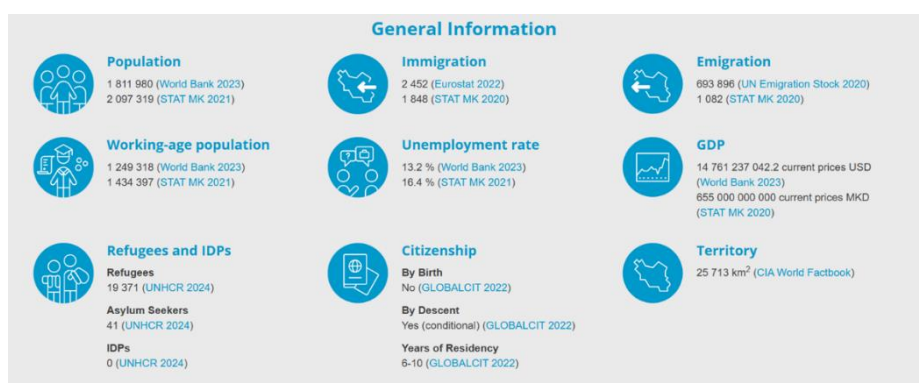 General Information
Population
1 811 980 (World Bank 2023)
2 097 319 (STAT MK 2021)
Immigration
2 452 (Eurostat 2022)
1 848 (STAT MK 2020)
Emigration
693 896 (UN Emigration Stock 2020)
1 082 (STAT MK 2020)
Working-age population
1 249 318 (World Bank 2023)
1 434 397 (STAT MK 2021)
Unemployment rate
13.2 % (World Bank 2023)
16.4 % (STAT MK 2021)
GDP
14 761 237 042.2 current prices USD
(World Bank 2023)
655 000 000 000 current prices MKD
(STAT MK 2020)
Refugees and IDPs
Refugees
19 371 (UNHCR 2024)
Asylum Seekers
41 (UNHCR 2024)
IDPs
0 (UNHCR 2024)
Citizenship
By Birth
No (GLOBALCIT 2022)
By Descent
Yes (conditional) (GLOBALCIT 2022)
Years of Residency
6-10 (GLOBALCIT 2022)
Territory
25 713 km² (CIA World Factbook)